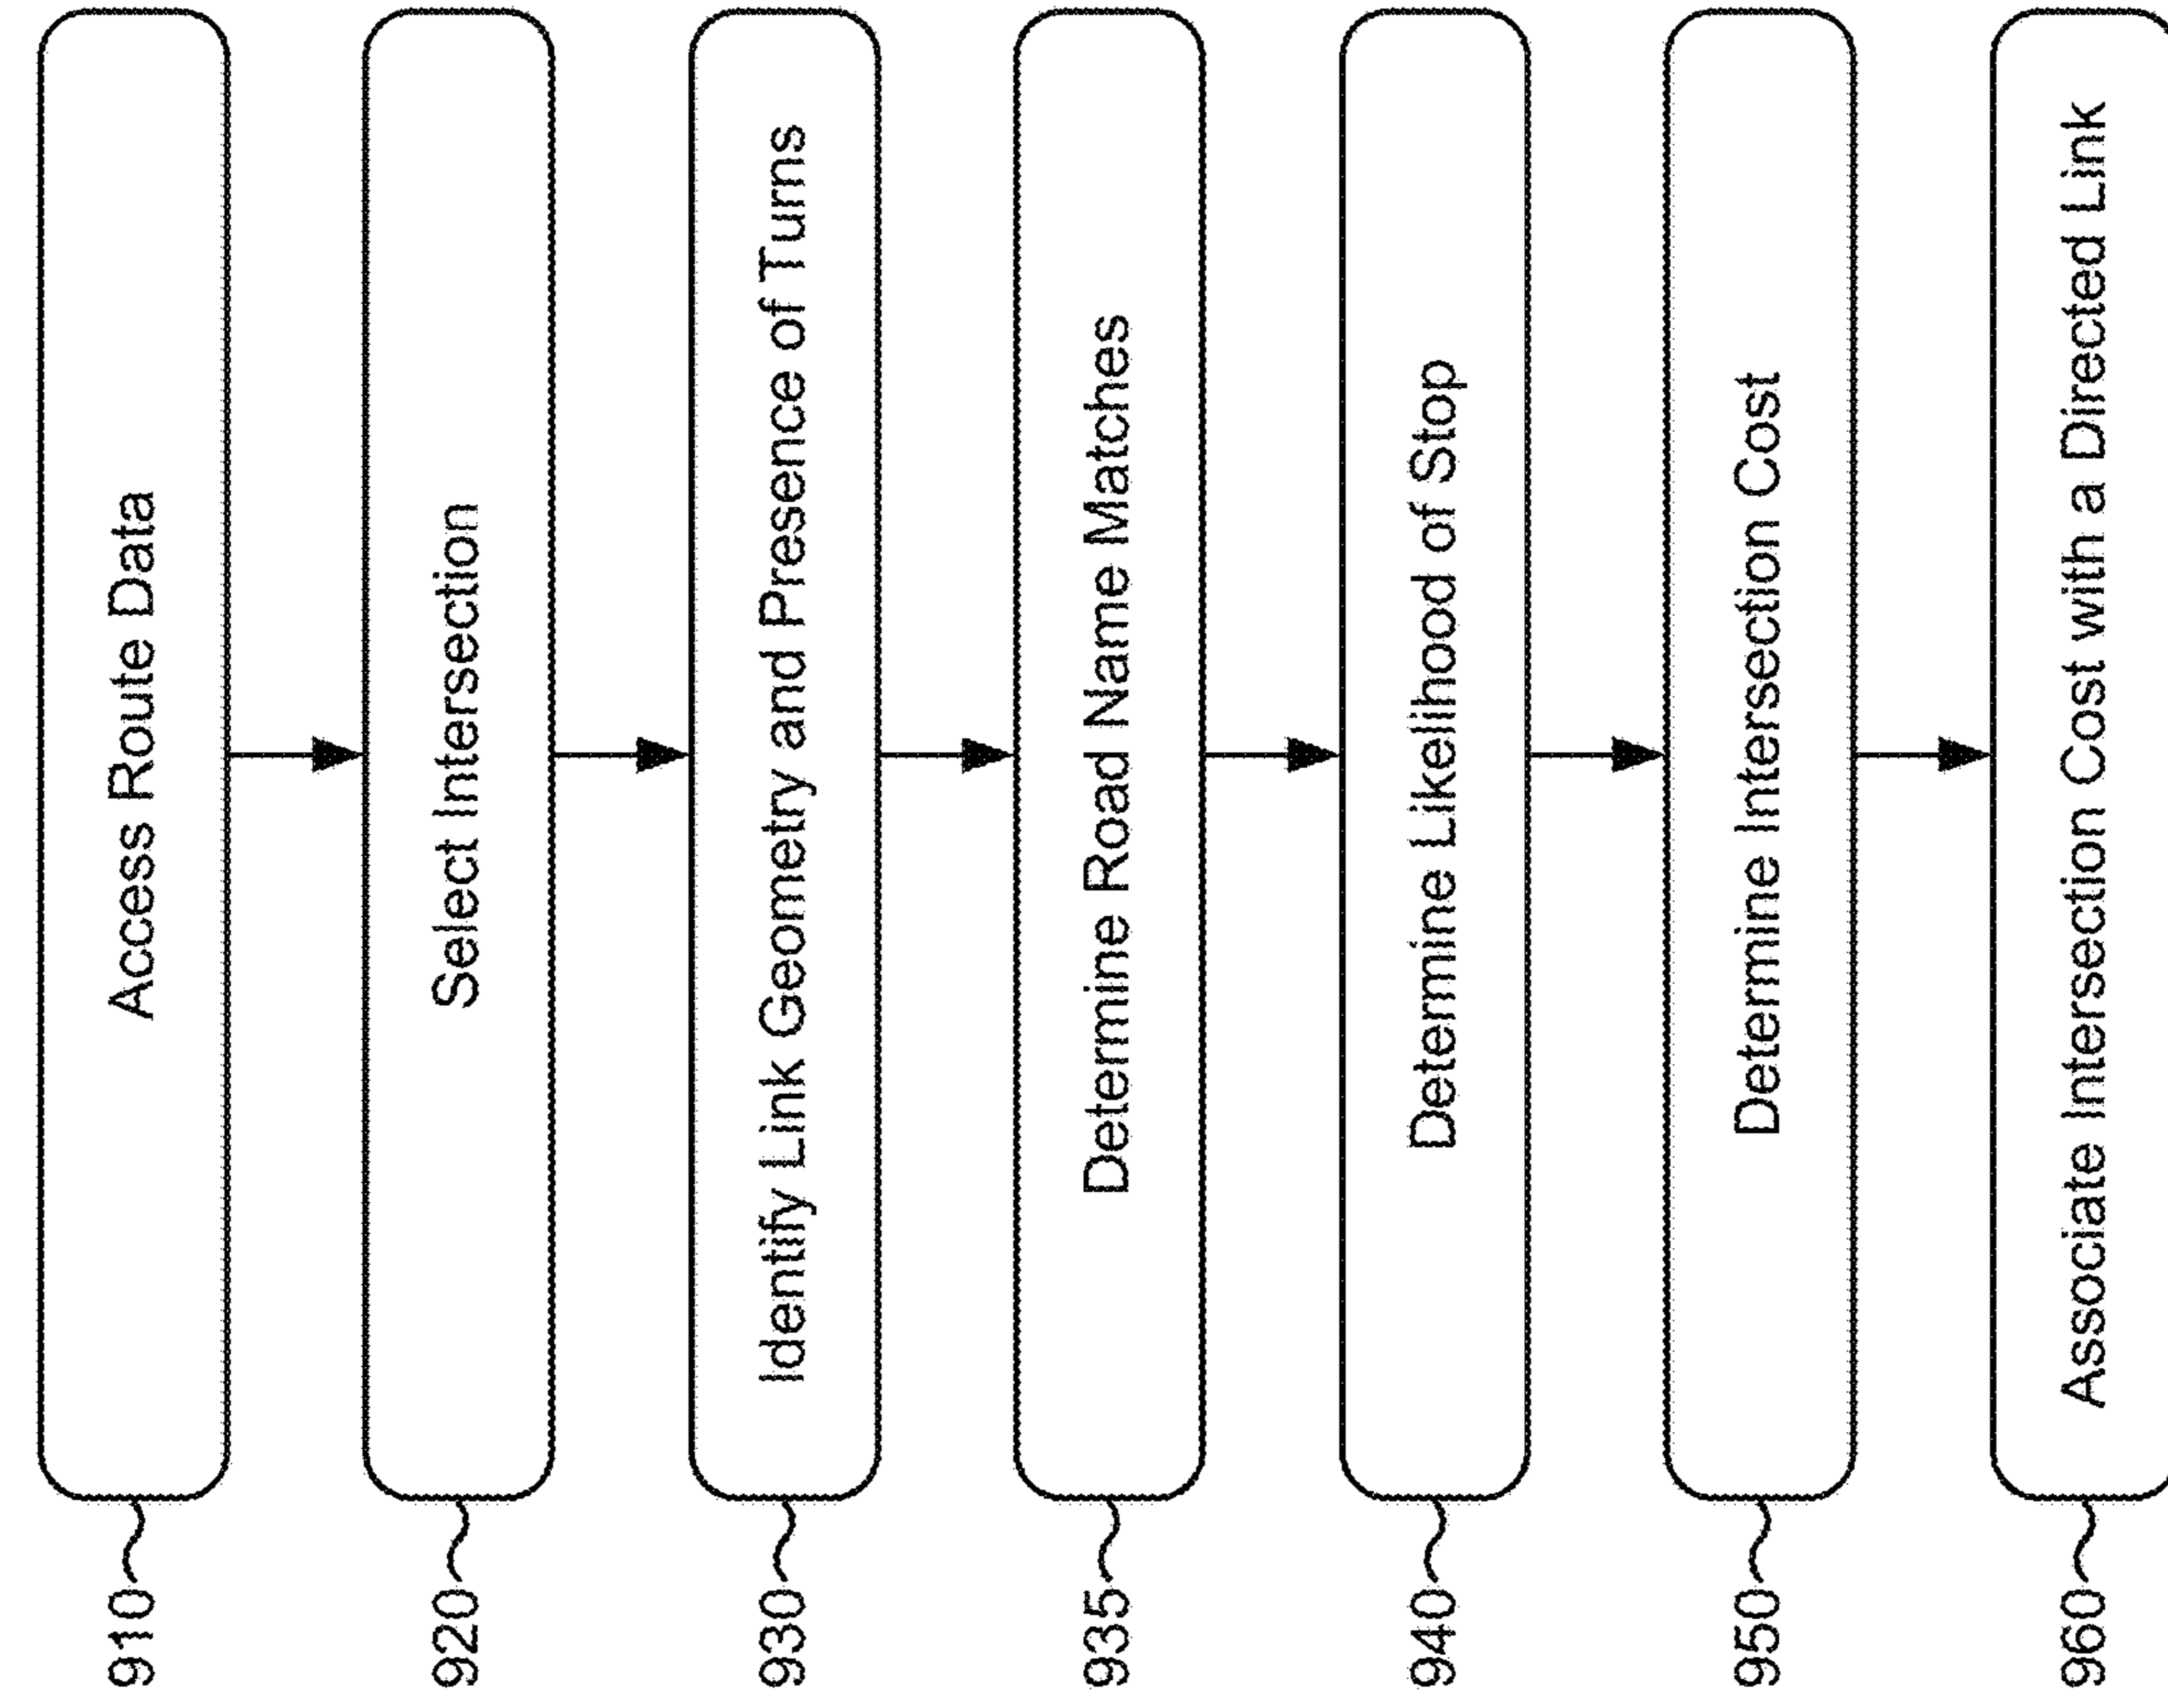 910 Access Route Data
920 Select Intersection
930 Identify Link Geometry and Presence of Turns
935 Determine Road Name Matches
940 Determine Likelihood of Stop
950 Determine Intersection Cost
960 Associate Intersection Cost with a Directed Link